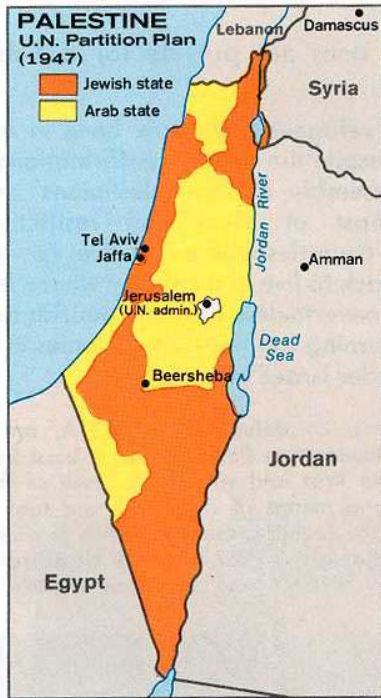 PALESTINE
U.N. Partition Plan
(1947)
Jewish state
Arab state
Lebanon
Damascus
Syria
Jordan River
Tel Aviv
Jaffa
Amman
Jerusalem
(U.N. admin.)
Dead
Sea
Beersheba
Jordan
Egypt